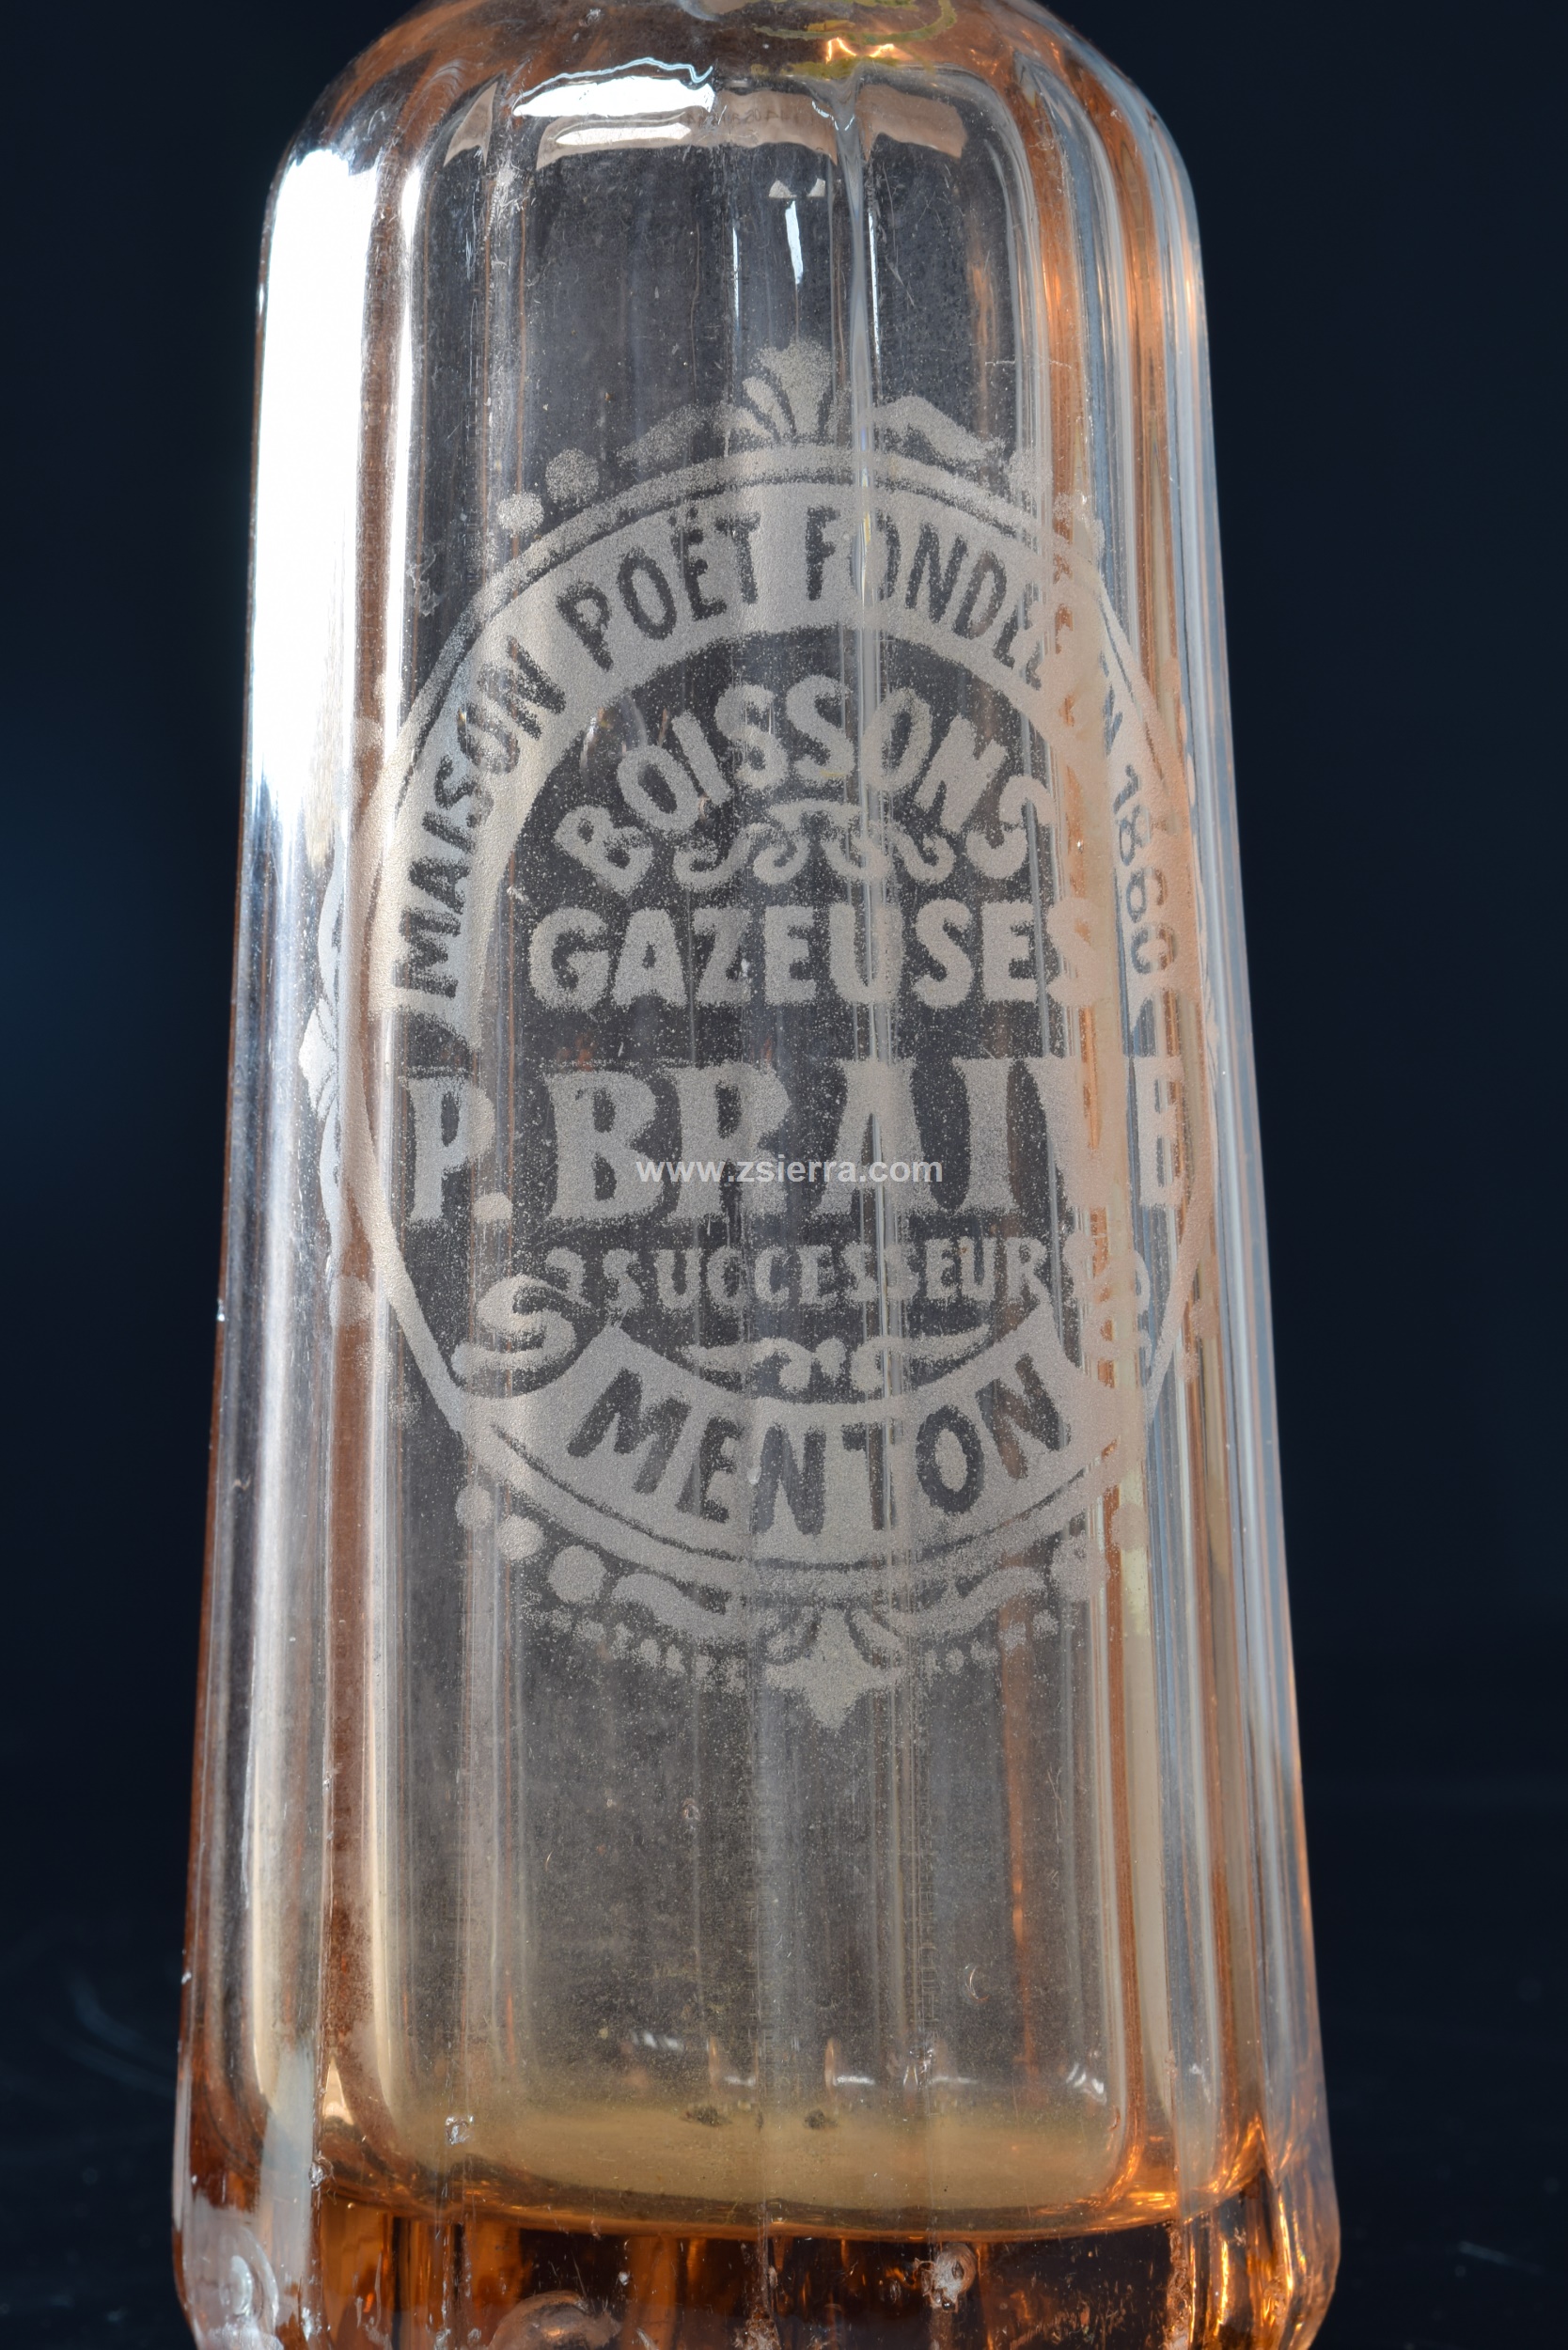 MAISON POËT FONDÉE EN 1860
BOISSONS
GAZEUSES
P. BRAIVE
SUCCESSEUR
MENTON
www.zsierra.com